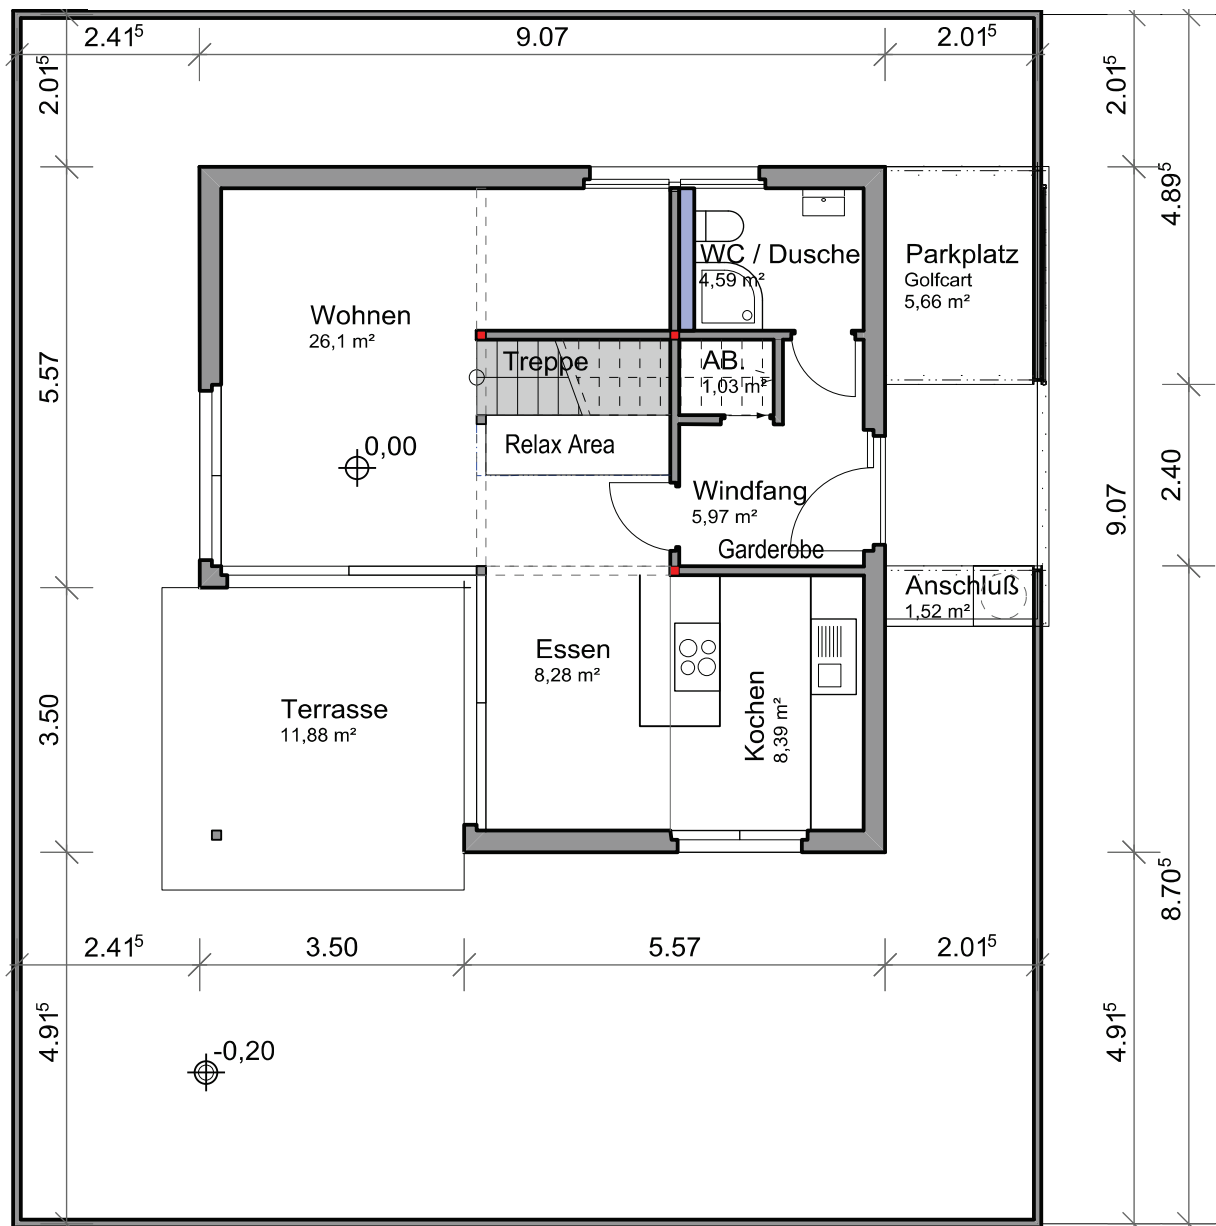 2.41⁵
9.07
2.01⁵
2.01⁵
2.01⁵
4.89⁵
WC / Dusche
4,59 m²
Parkplatz
Golfcart
5,66 m²
Wohnen
26,1 m²
Treppe
AB.
1,03 m²
5.57
0,00
Relax Area
Windfang
5,97 m²
Garderobe
2.40
9.07
Anschluß
1,52 m²
Essen
8,28 m²
Kochen
8,39 m²
Terrasse
11,88 m²
3.50
8.70⁵
2.41⁵
3.50
5.57
2.01⁵
4.91⁵
4.91⁵
-0,20